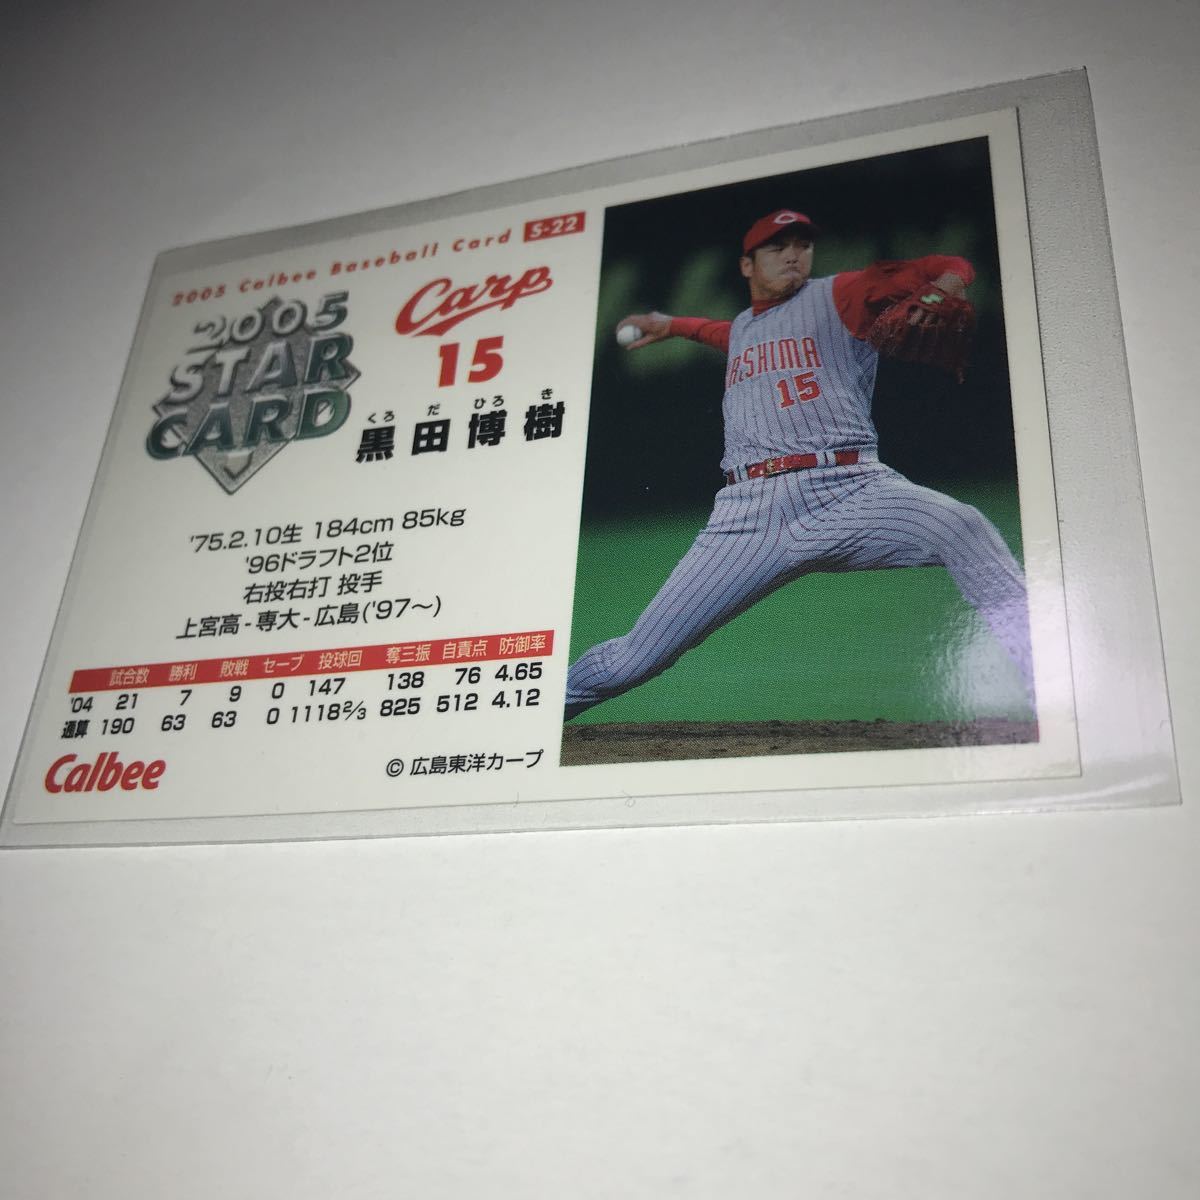 2005 Calbee Baseball Card S-22
2005
STAR
CARD
Carp
15
くろ だ ひろ き
黒田博樹
'75.2.10生 184cm 85kg
'96ドラフト2位
右投右打 投手
上宮高-専大-広島('97～)
試合数 勝利 敗戦 セーブ 投球回 奪三振 自責点 防御率
'04 21 7 9 0 147 138 76 4.65
通算 190 63 63 0 1118⅔ 825 512 4.12
Calbee
© 広島東洋カープ
C
RSHIMA
15